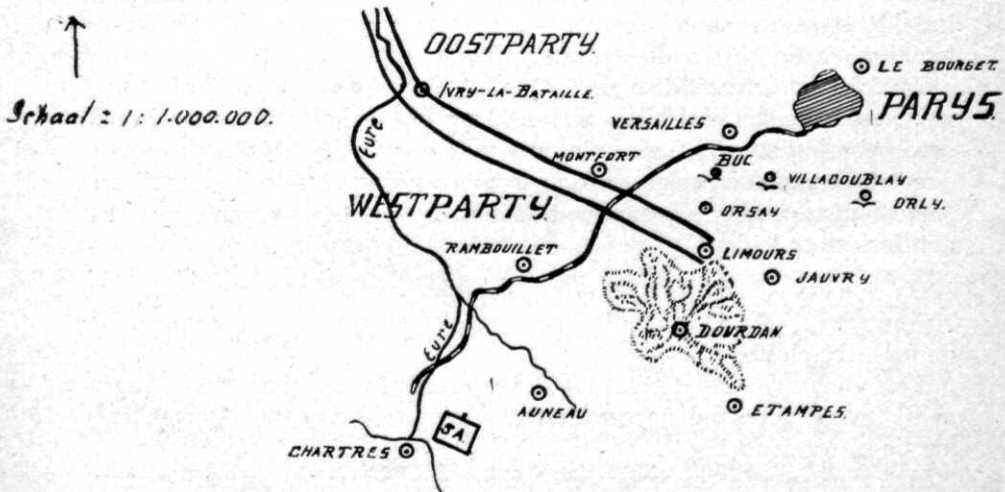 OOSTPARTY.
LE BOURGET.
Schaal = 1 : 1.000.000.
IVRY-LA-BATAILLE.
PARYS.
VERSAILLES
Eure
MONTFORT
BUC
VILLACOUBLAY
WESTPARTY.
ORSAY
ORLY.
RAMBOUILLET
LIMOURS
JAUVRY
Eure
DOURDAN
AUNEAU
ETAMPES.
5A.
CHARTRES